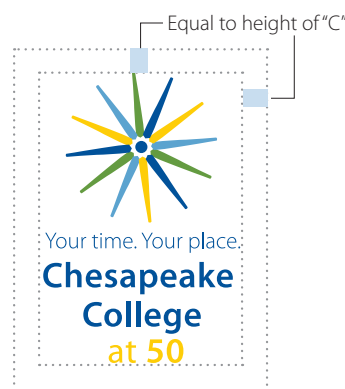 Equal to height of “C”
Your time. Your place.
Chesapeake
College
at 50